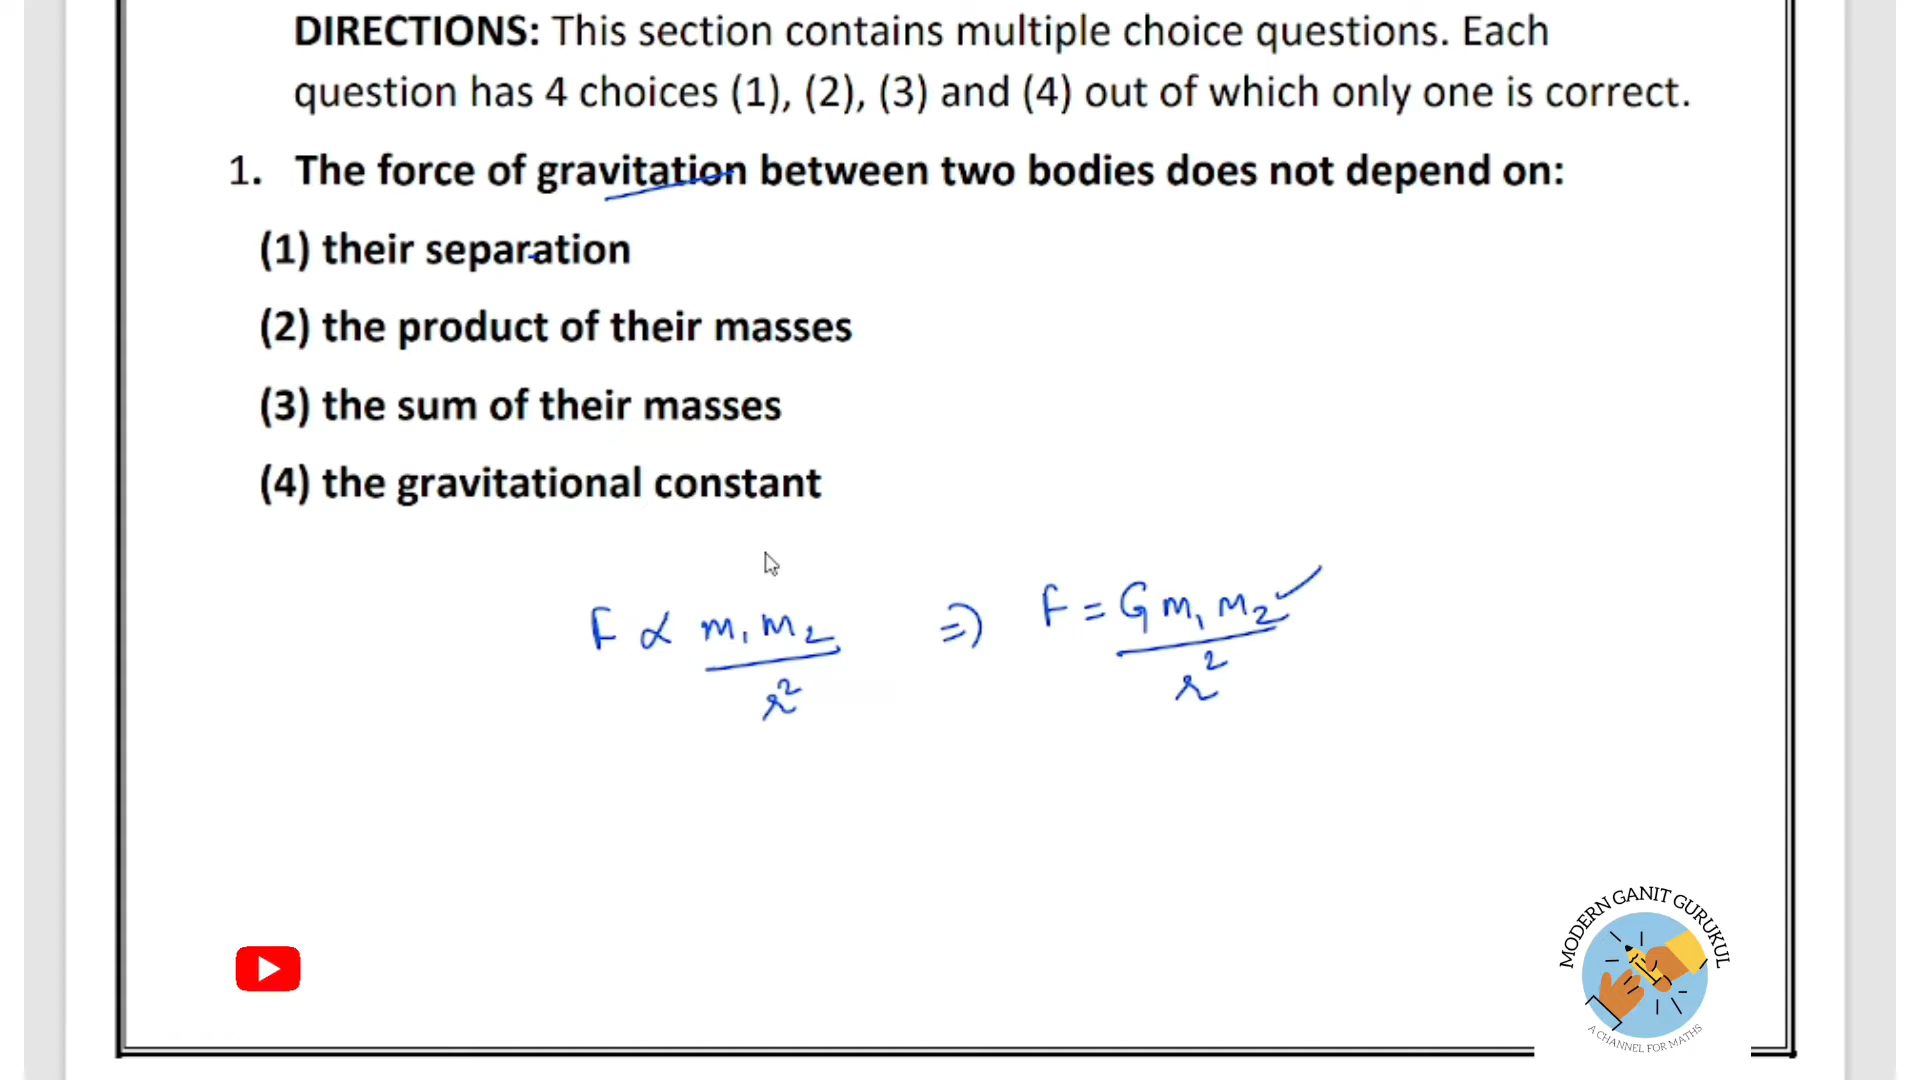 DIRECTIONS: This section contains multiple choice questions. Each
question has 4 choices (1), (2), (3) and (4) out of which only one is correct.
1. The force of gravitation between two bodies does not depend on:
(1) their separation
(2) the product of their masses
(3) the sum of their masses
(4) the gravitational constant
F ∝ m₁m₂ / r² ⇒ F = Gm₁m₂ / r² ✓
MODERN GANIT GURUKUL
A CHANNEL FOR MATHS